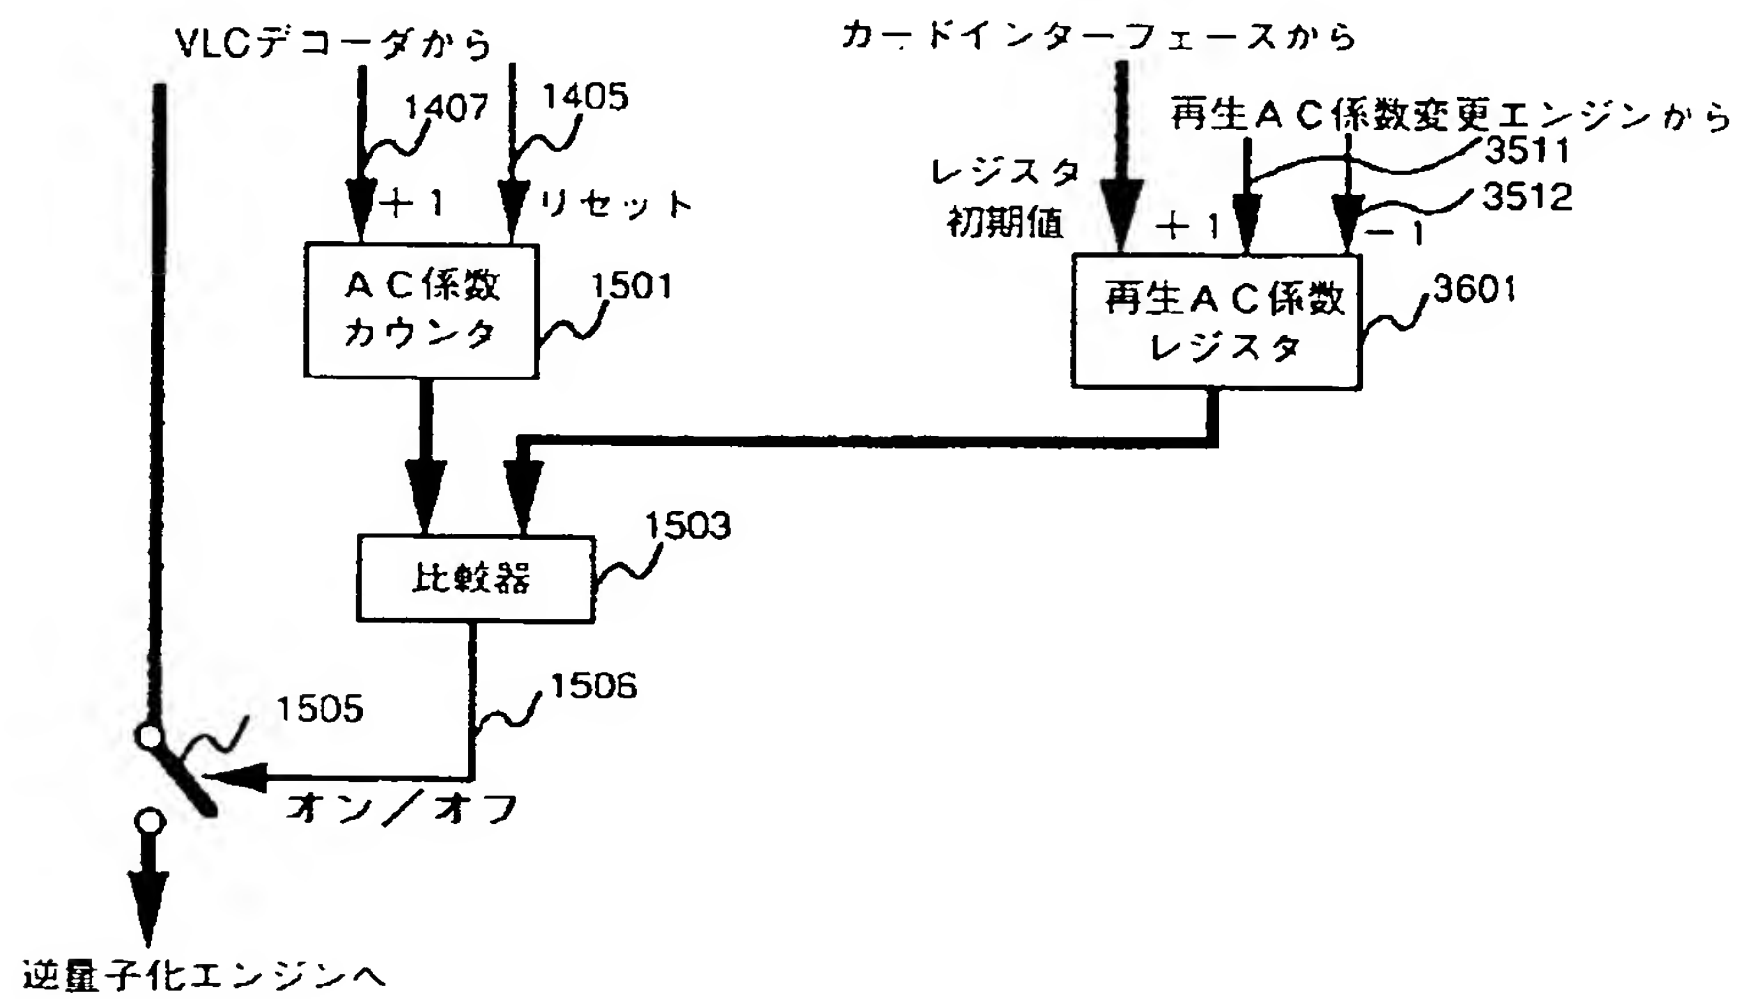 VLCデコーダから
カードインターフェースから
1407
1405
再生AC係数変更エンジンから
3511
3512
レジスタ
初期値
+1
リセット
+1
-1
AC係数
カウンタ
1501
再生AC係数
レジスタ
3601
比較器
1503
1506
1505
オン/オフ
逆量子化エンジンへ